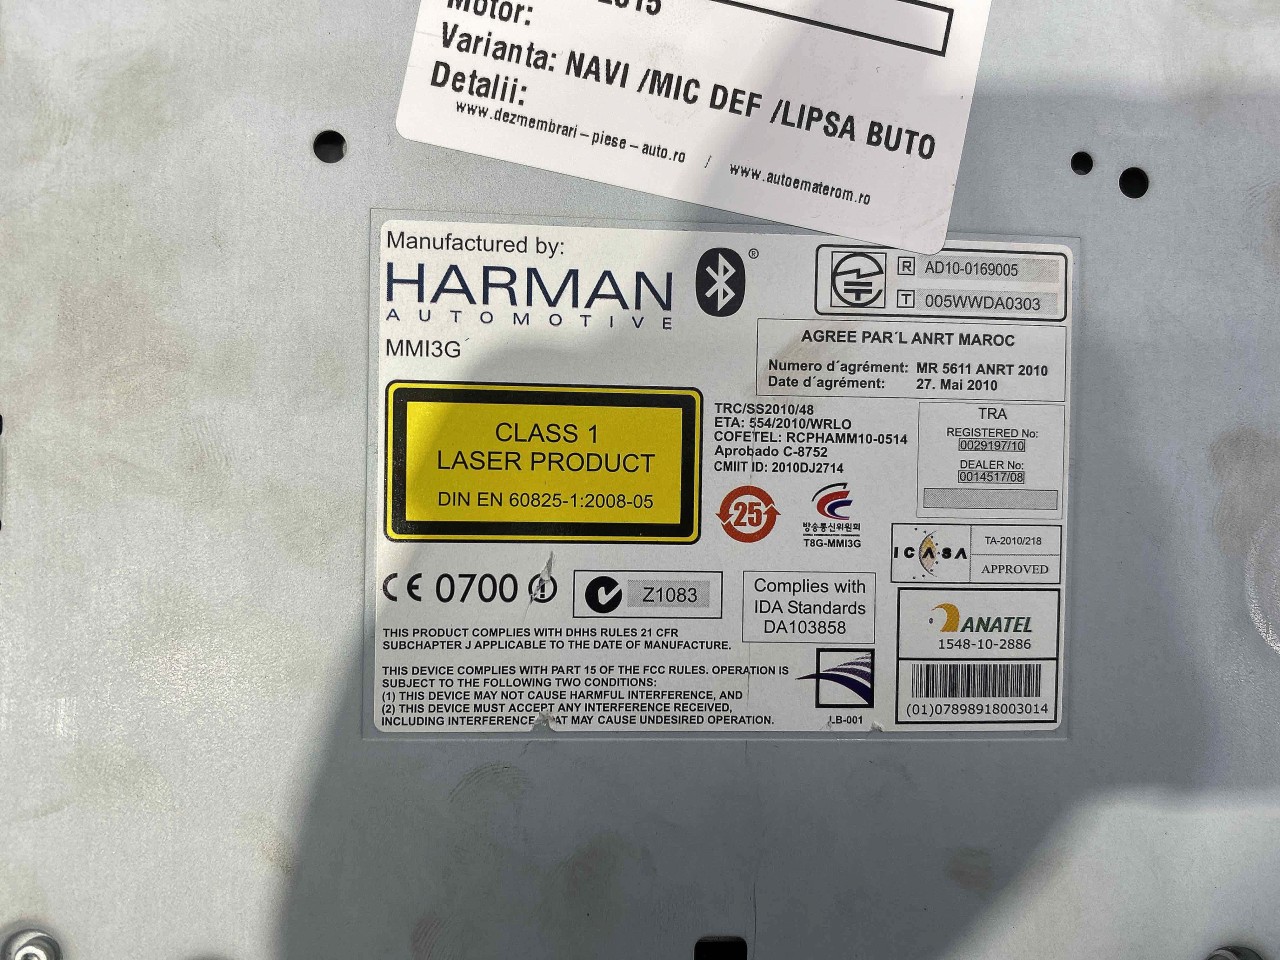 Motor:
Varianta: NAVI /MIC DEF /LIPSA BUTO
Detalii:
www.dezmembrari-piese-auto.ro / www.autoematerom.ro
Manufactured by:
HARMAN
AUTOMOTIVE
MMI3G
®
R AD10-0169005
T 005WWDA0303
AGREE PAR´L ANRT MAROC
Numero d´agrément: MR 5611 ANRT 2010
Date d´agrément: 27. Mai 2010
CLASS 1
LASER PRODUCT
DIN EN 60825-1:2008-05
TRC/SS2010/48
ETA: 554/2010/WRLO
COFETEL: RCPHAMM10-0514
Aprobado C-8752
CMIIT ID: 2010DJ2714
TRA
REGISTERED No:
0029197/10
DEALER No:
0014517/08
25
방송통신위원회
T8G-MMI3G
ICASA
TA-2010/218
APPROVED
CE 0700
Z1083
Complies with
IDA Standards
DA103858
ANATEL
1548-10-2886
(01)07898918003014
THIS PRODUCT COMPLIES WITH DHHS RULES 21 CFR
SUBCHAPTER J APPLICABLE TO THE DATE OF MANUFACTURE.
THIS DEVICE COMPLIES WITH PART 15 OF THE FCC RULES. OPERATION IS
SUBJECT TO THE FOLLOWING TWO CONDITIONS:
(1) THIS DEVICE MAY NOT CAUSE HARMFUL INTERFERENCE, AND
(2) THIS DEVICE MUST ACCEPT ANY INTERFERENCE RECEIVED,
INCLUDING INTERFERENCE AT MAY CAUSE UNDESIRED OPERATION.
LB-001